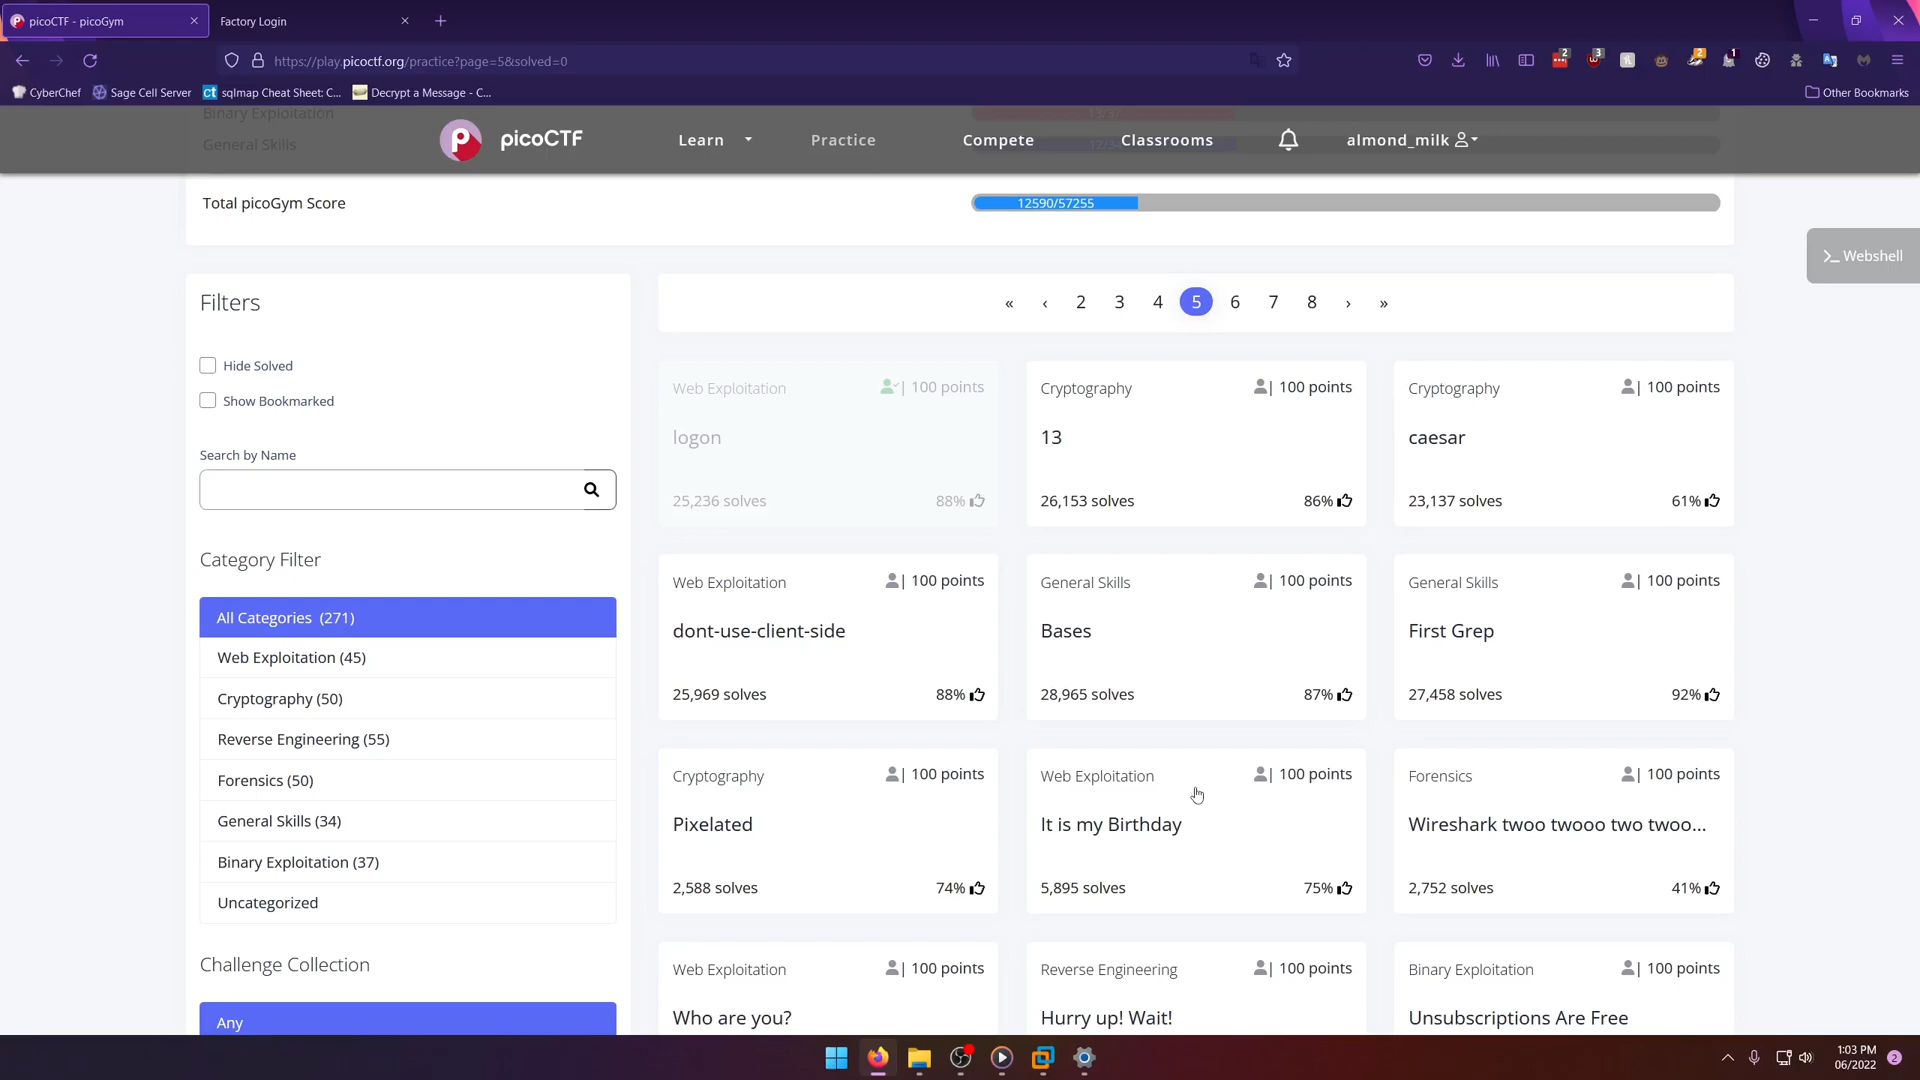 picoCTF - picoGym
Factory Login
https://play.picoctf.org/practice?page=5&solved=0
2
3
2
1
CyberChef
Sage Cell Server
ct sqlmap Cheat Sheet: C...
Decrypt a Message - C...
Other Bookmarks
Binary Exploitation
General Skills
picoCTF
Learn
Practice
Compete
Classrooms
almond_milk
Total picoGym Score
12590/57255
>_ Webshell
Filters
Hide Solved
Show Bookmarked
Search by Name
Category Filter
All Categories (271)
Web Exploitation (45)
Cryptography (50)
Reverse Engineering (55)
Forensics (50)
General Skills (34)
Binary Exploitation (37)
Uncategorized
Challenge Collection
Any
« ‹ 2 3 4 5 6 7 8 › »
Web Exploitation | 100 points
logon
25,236 solves 88%
Cryptography | 100 points
13
26,153 solves 86%
Cryptography | 100 points
caesar
23,137 solves 61%
Web Exploitation | 100 points
dont-use-client-side
25,969 solves 88%
General Skills | 100 points
Bases
28,965 solves 87%
General Skills | 100 points
First Grep
27,458 solves 92%
Cryptography | 100 points
Pixelated
2,588 solves 74%
Web Exploitation | 100 points
It is my Birthday
5,895 solves 75%
Forensics | 100 points
Wireshark twoo twooo two twoo...
2,752 solves 41%
Web Exploitation | 100 points
Who are you?
Reverse Engineering | 100 points
Hurry up! Wait!
Binary Exploitation | 100 points
Unsubscriptions Are Free
1:03 PM
06/2022
2